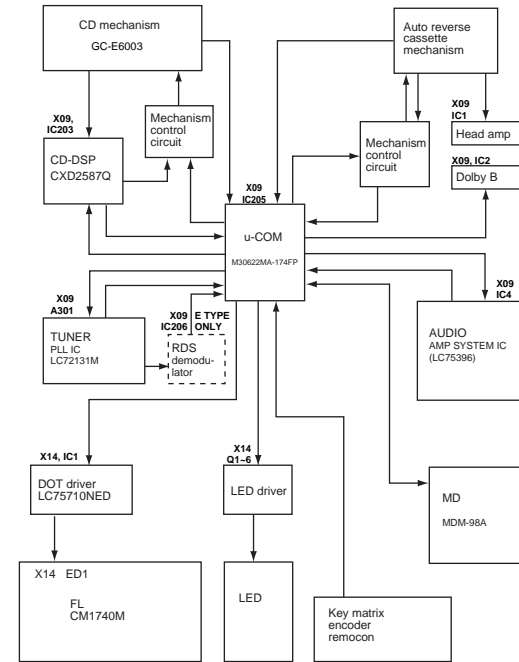 CD mechanism
GC-E6003
Auto reverse
cassette
mechanism
X09,
IC203
Mechanism
control
circuit
X09
IC1
Head amp
CD-DSP
CXD2587Q
Mechanism
control
circuit
X09, IC2
Dolby B
X09
IC205
u-COM
M30622MA-174FP
X09
A301
TUNER
PLL IC
LC72131M
X09
IC206
E TYPE
ONLY
RDS
demodu-
lator
X09
IC4
AUDIO
AMP SYSTEM IC
(LC75396)
X14, IC1
DOT driver
LC75710NED
X14
Q1~6
LED driver
MD
MDM-98A
X14 ED1
FL
CM1740M
LED
Key matrix
encoder
remocon